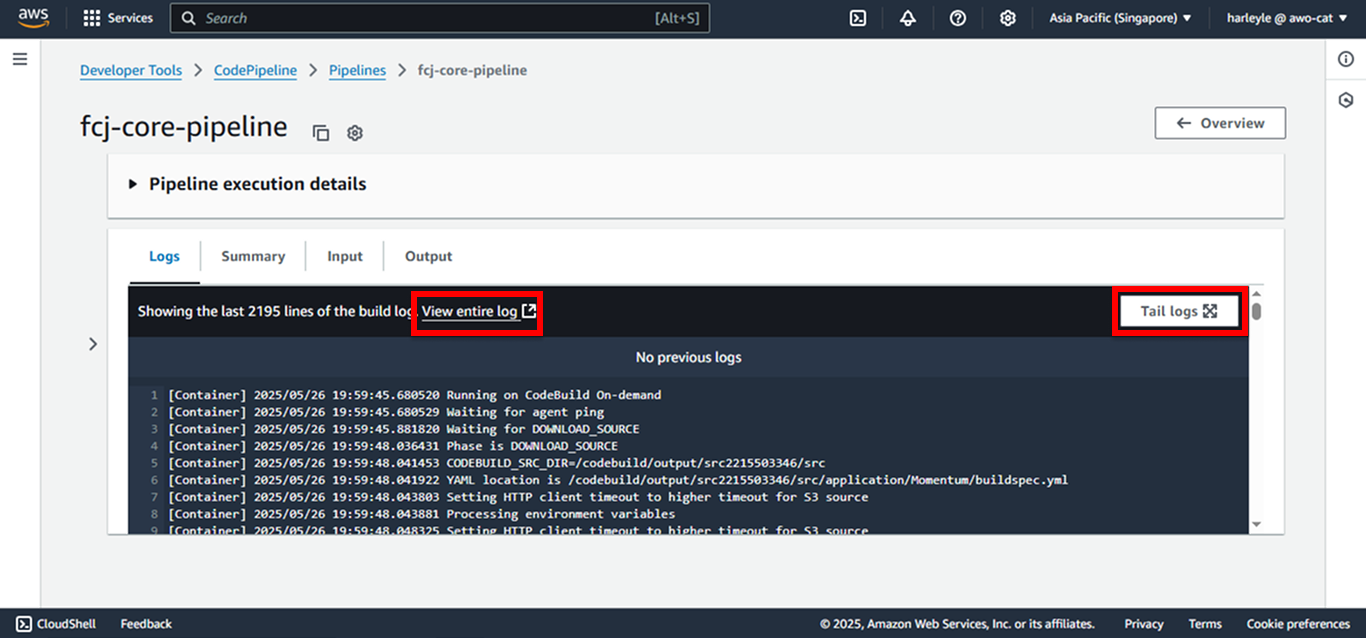 aws Services Search [Alt+S] Asia Pacific (Singapore) ▼ harleyle @ awo-cat ▼
Developer Tools > CodePipeline > Pipelines > fcj-core-pipeline
fcj-core-pipeline
← Overview
▶ Pipeline execution details
Logs Summary Input Output
Showing the last 2195 lines of the build log. View entire log Tail logs
No previous logs
1 [Container] 2025/05/26 19:59:45.680520 Running on CodeBuild On-demand
2 [Container] 2025/05/26 19:59:45.680529 Waiting for agent ping
3 [Container] 2025/05/26 19:59:45.881820 Waiting for DOWNLOAD_SOURCE
4 [Container] 2025/05/26 19:59:48.036431 Phase is DOWNLOAD_SOURCE
5 [Container] 2025/05/26 19:59:48.041453 CODEBUILD_SRC_DIR=/codebuild/output/src2215503346/src
6 [Container] 2025/05/26 19:59:48.041922 YAML location is /codebuild/output/src2215503346/src/application/Momentum/buildspec.yml
7 [Container] 2025/05/26 19:59:48.043803 Setting HTTP client timeout to higher timeout for S3 source
8 [Container] 2025/05/26 19:59:48.043881 Processing environment variables
9 [Container] 2025/05/26 19:59:48.048325 Setting HTTP client timeout to higher timeout for S3 source
CloudShell Feedback © 2025, Amazon Web Services, Inc. or its affiliates. Privacy Terms Cookie preferences